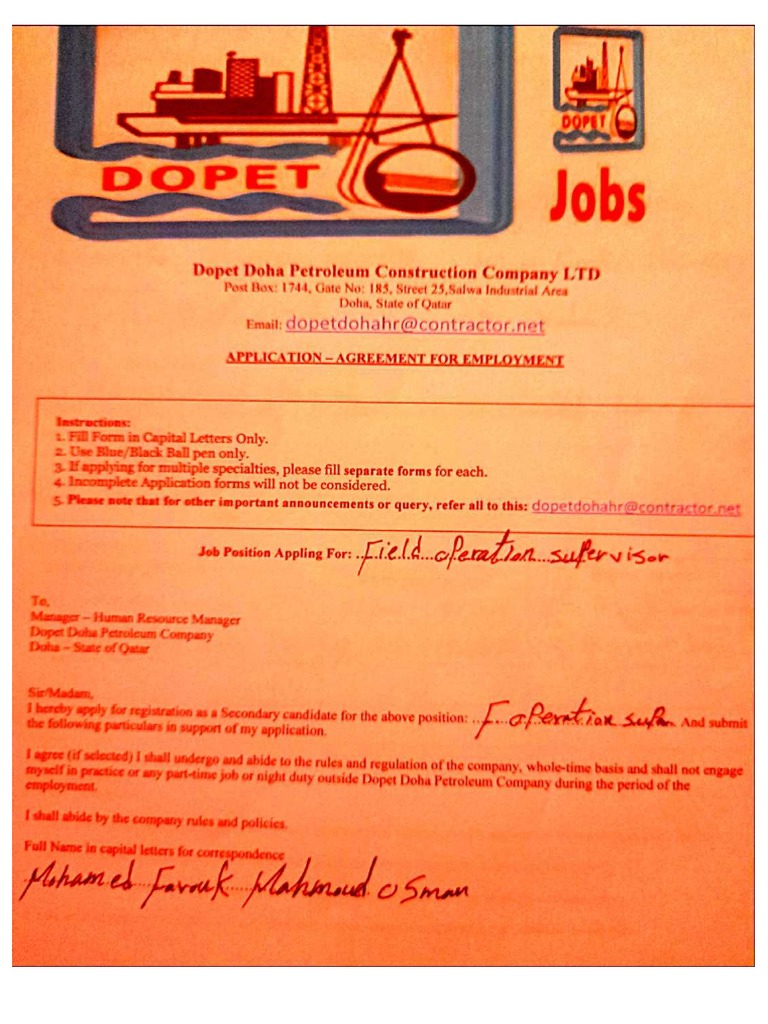 DOPET
DOPET
Jobs
Dopet Doha Petroleum Construction Company LTD
Post Box: 1744, Gate No: 185, Street 25,Salwa Industrial Area
Doha, State of Qatar
Email: dopetdohahr@contractor.net
APPLICATION – AGREEMENT FOR EMPLOYMENT
Instructions:
1. Fill Form in Capital Letters Only.
2. Use Blue/Black Ball pen only.
3. If applying for multiple specialties, please fill separate forms for each.
4. Incomplete Application forms will not be considered.
5. Please note that for other important announcements or query, refer all to this: dopetdohahr@contractor.net
Job Position Appling For: ..Field...operation...supervisor
To,
Manager – Human Resource Manager
Dopet Doha Petroleum Company
Doha – State of Qatar
Sir/Madam,
I hereby apply for registration as a Secondary candidate for the above position: ...F. operation And submit
the following particulars in support of my application.
I agree (if selected) I shall undergo and abide to the rules and regulation of the company, whole-time basis and shall not engage
myself in practice or any part-time job or night duty outside Dopet Doha Petroleum Company during the period of the
employment.
I shall abide by the company rules and policies.
Full Name in capital letters for correspondence
Mohamed Farouk Mahmoud Osman